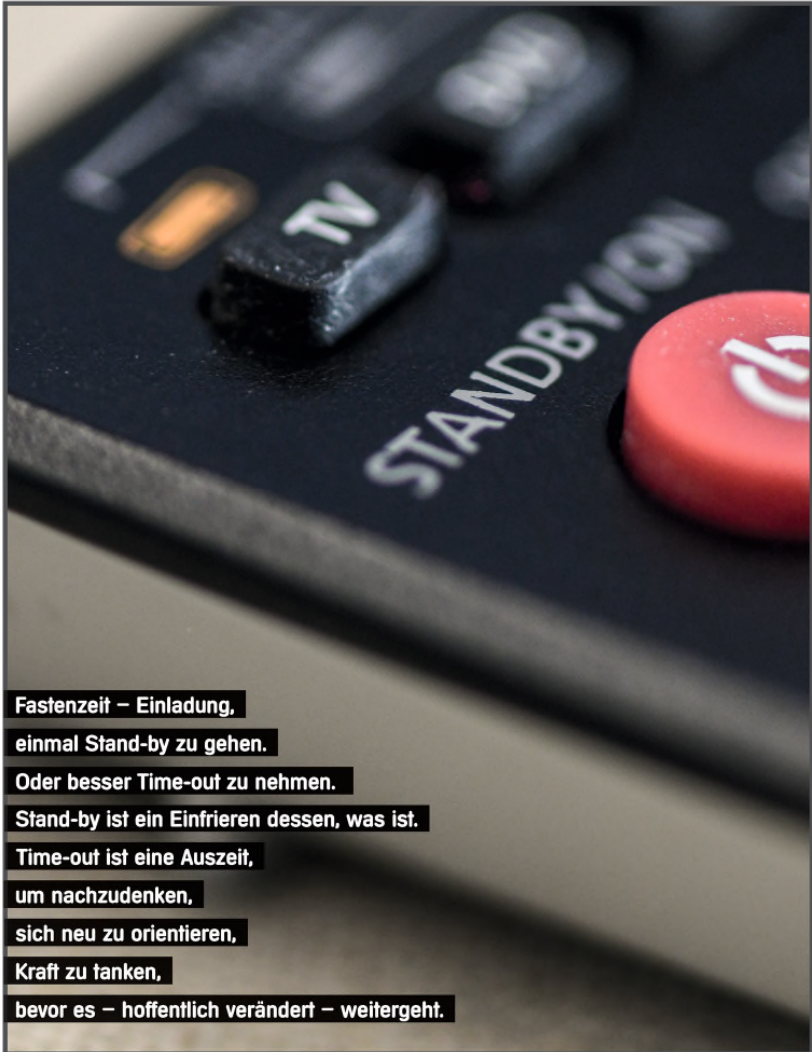 TV
STANDBY/ON
Fastenzeit – Einladung,
einmal Stand-by zu gehen.
Oder besser Time-out zu nehmen.
Stand-by ist ein Einfrieren dessen, was ist.
Time-out ist eine Auszeit,
um nachzudenken,
sich neu zu orientieren,
Kraft zu tanken,
bevor es – hoffentlich verändert – weitergeht.